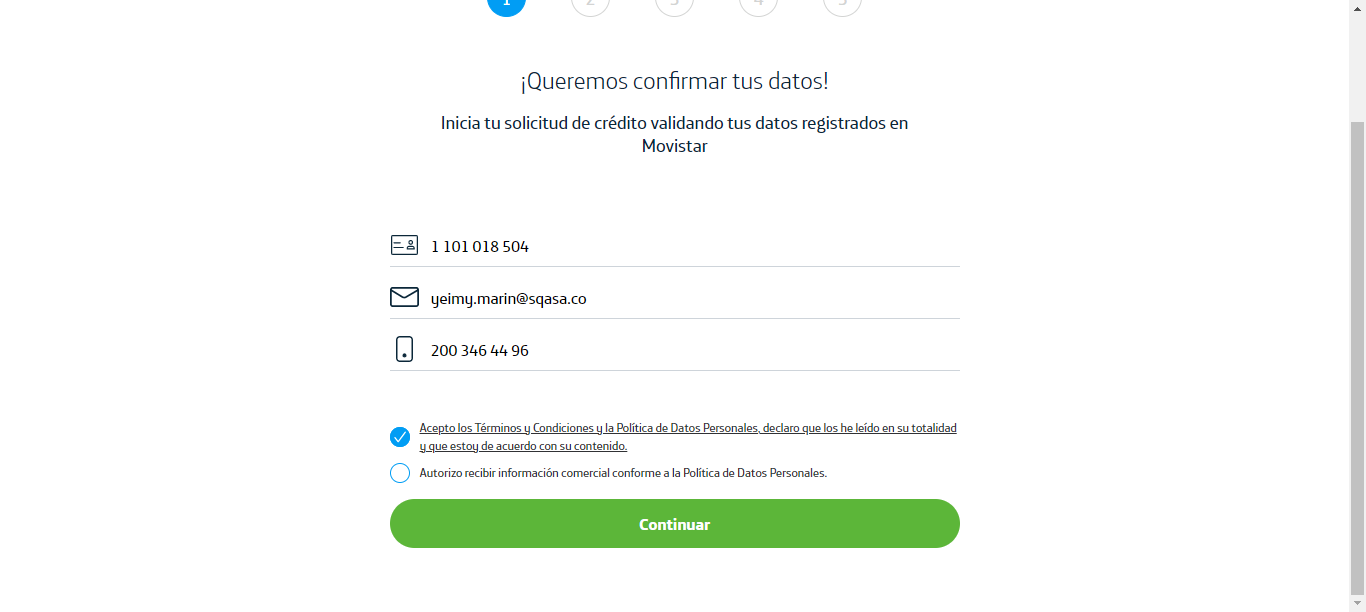 1 2 3 4 5
¡Queremos confirmar tus datos!
Inicia tu solicitud de crédito validando tus datos registrados en
Movistar
1 101 018 504
yeimy.marin@sqasa.co
200 346 44 96
Acepto los Términos y Condiciones y la Política de Datos Personales, declaro que los he leído en su totalidad
y que estoy de acuerdo con su contenido.
Autorizo recibir información comercial conforme a la Política de Datos Personales.
Continuar